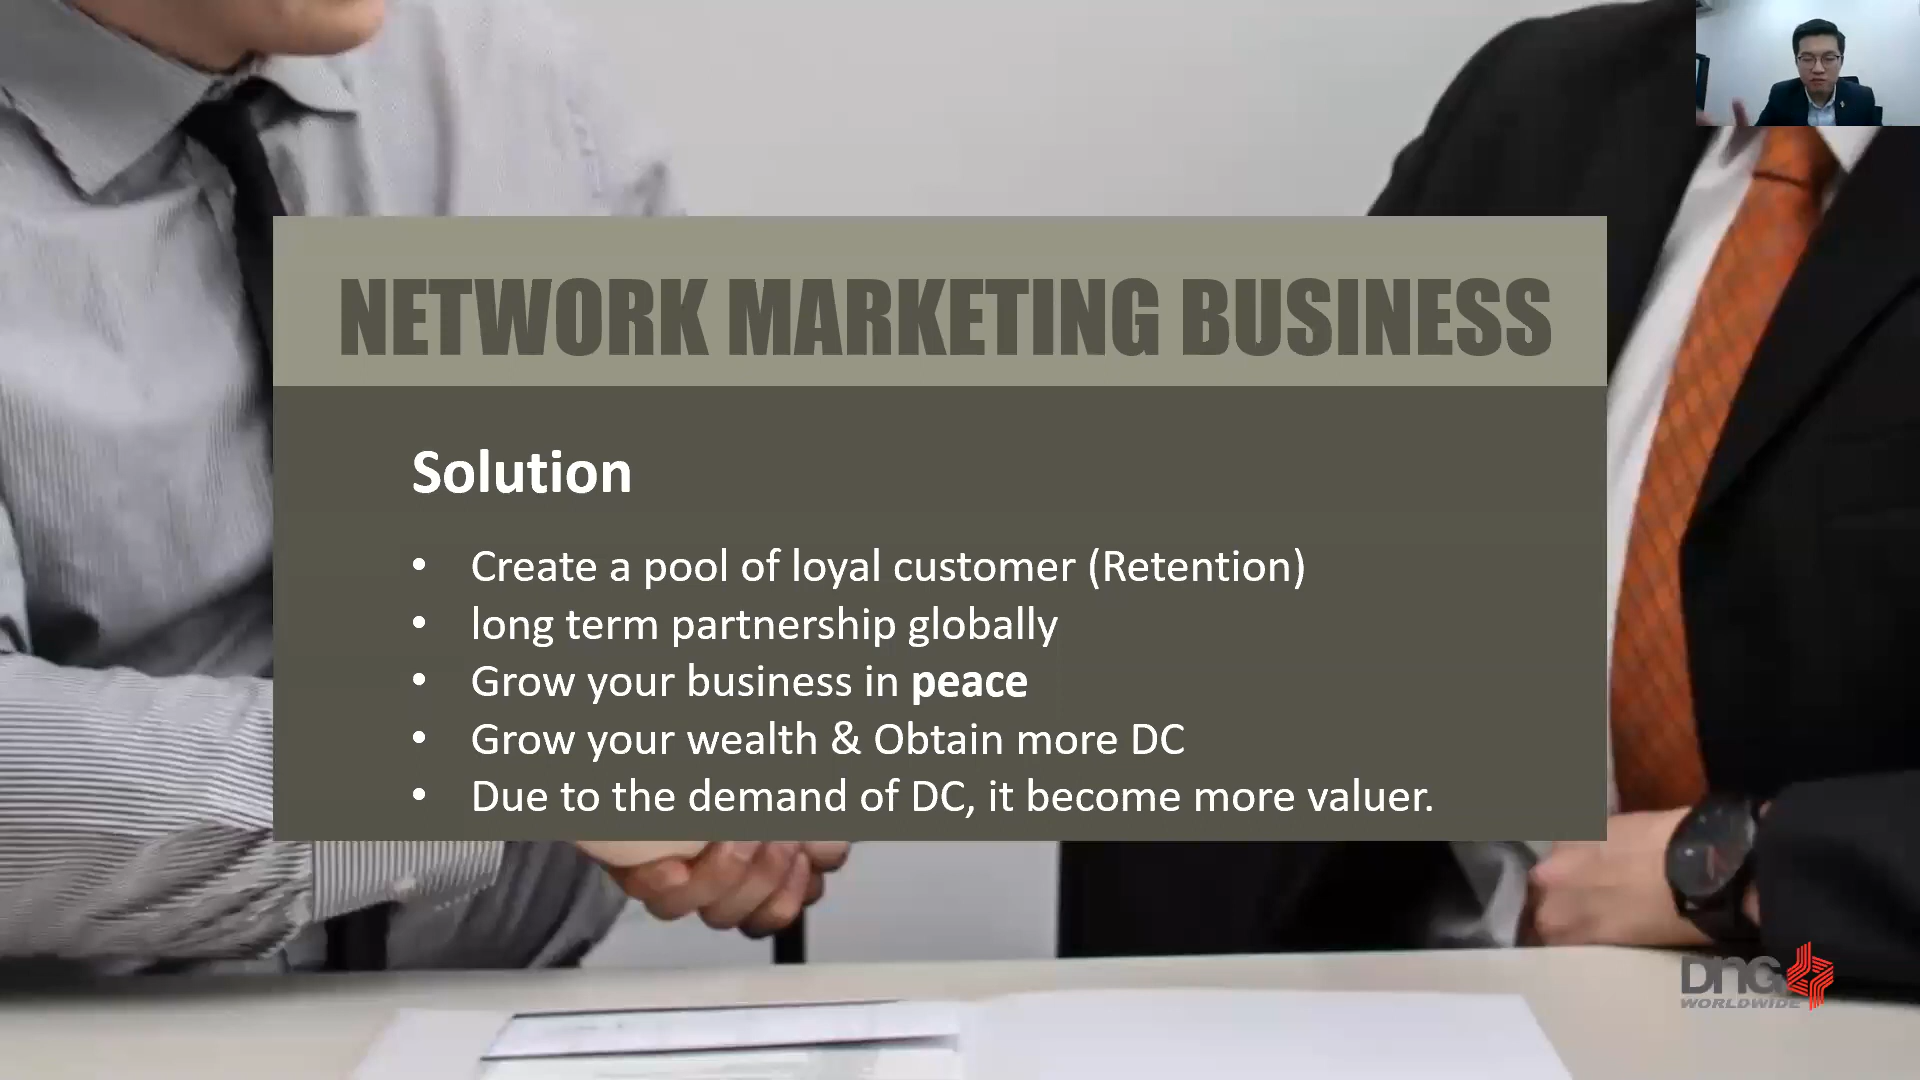 NETWORK MARKETING BUSINESS
Solution
• Create a pool of loyal customer (Retention)
• long term partnership globally
• Grow your business in peace
• Grow your wealth & Obtain more DC
• Due to the demand of DC, it become more valuer.
DNG
WORLDWIDE